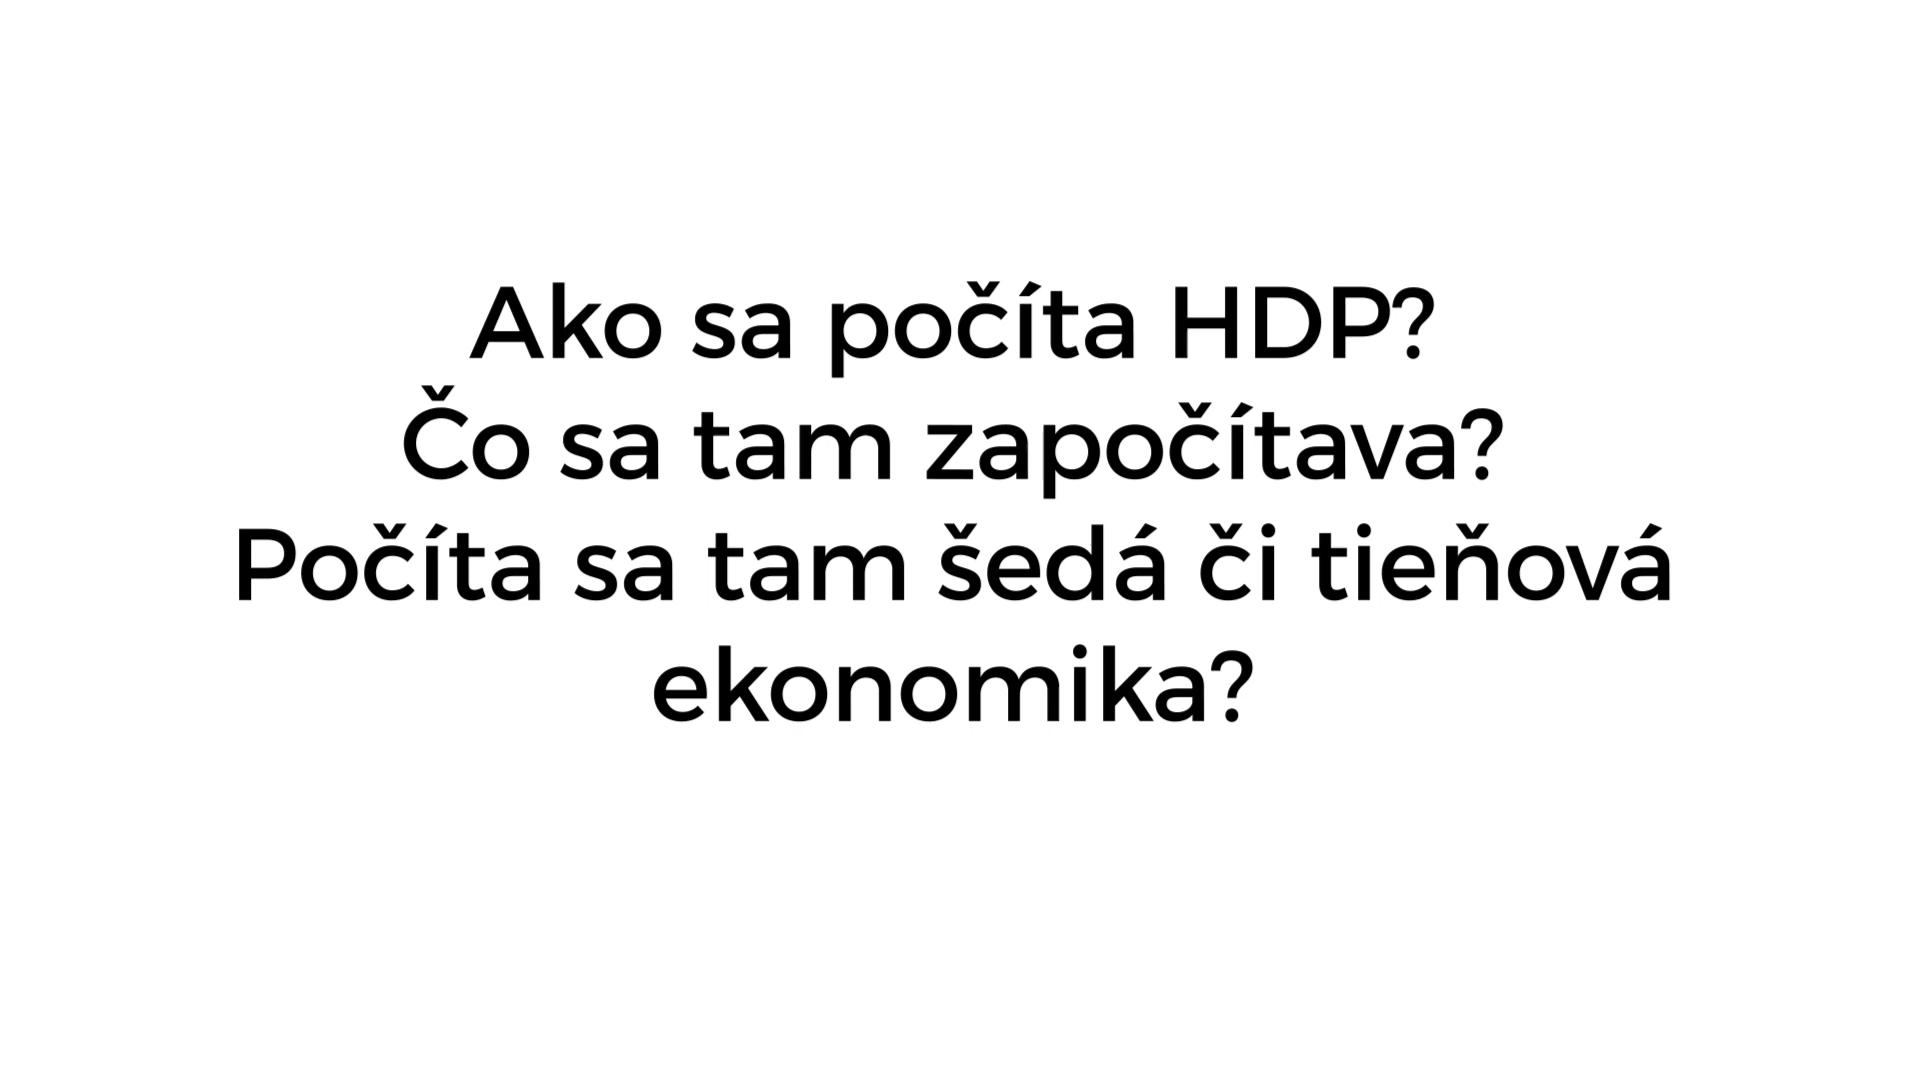 Ako sa počíta HDP?
Čo sa tam započítava?
Počíta sa tam šedá či tieňová
ekonomika?